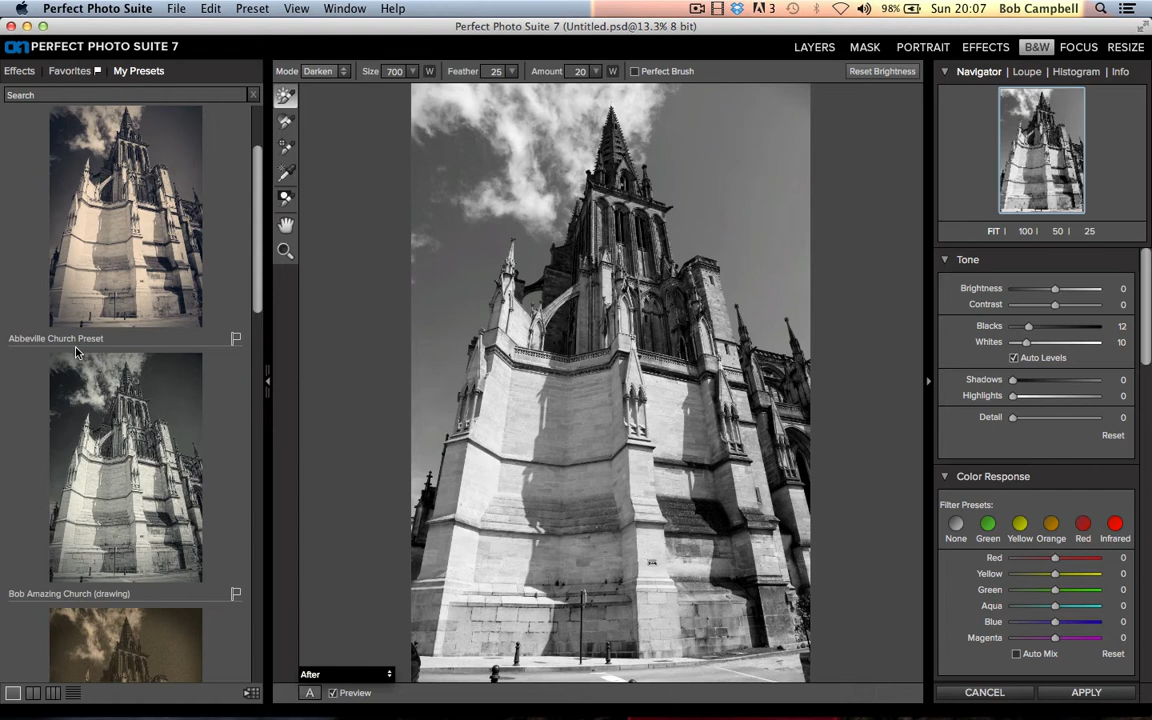 Perfect Photo Suite File Edit Preset Window Help 3 98% Sun 20:07 Bob Campbell
PERFECT PHOTO SUITE 7 (Untitled.psd@13.3% 8 bit)
on PERFECT PHOTO SUITE 7 LAYERS MASK PORTRAIT EFFECTS B&W FOCUS RESIZE
Effects Favorites My Presets
Mode Darken Size 700 W Feather 25 Amount 20 W Perfect Brush Reset Brightness
Navigator | Loupe | Histogram | Info
Search X
FIT | 100 | 50 | 25
Tone
Brightness 0
Contrast 0
Blacks 12
Whites 10
Auto Levels
Shadows 0
Highlights 0
Detail 0
Reset
Abbeville Church Preset
Bob Amazing Church (drawing)
Color Response
Filter Presets:
None Green Yellow Orange Red Infrared
Red 0
Yellow 0
Green 0
Aqua 0
Blue 0
Magenta 0
Auto Mix Reset
After
A Preview
CANCEL APPLY